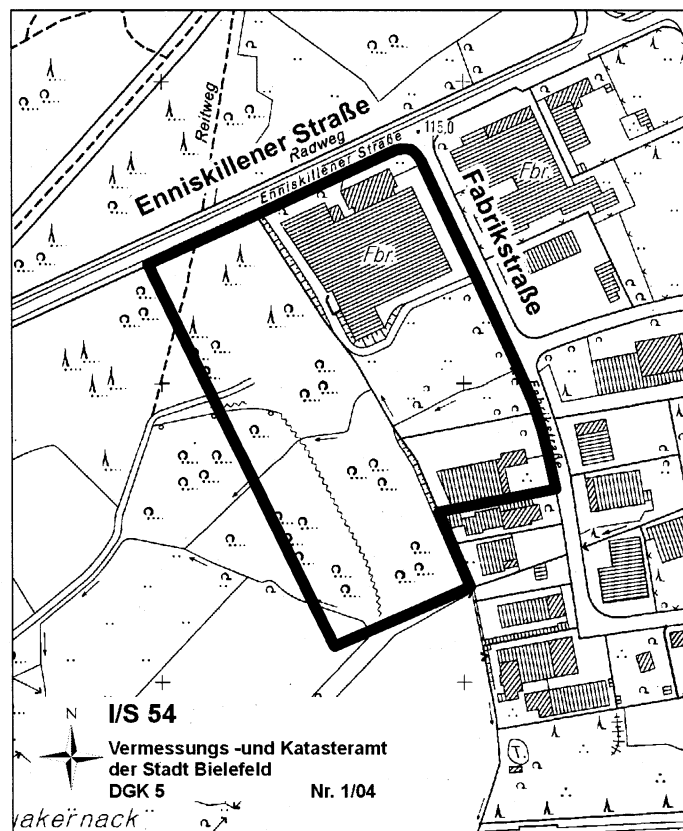 Reitweg
Enniskillener Straße
Radweg
Enniskillener Straße
115,0
Fabrikstraße
Fbr.
Fbr.
Fabrikstraße
N
I/S 54
Vermessungs -und Katasteramt
der Stadt Bielefeld
DGK 5 Nr. 1/04
T.